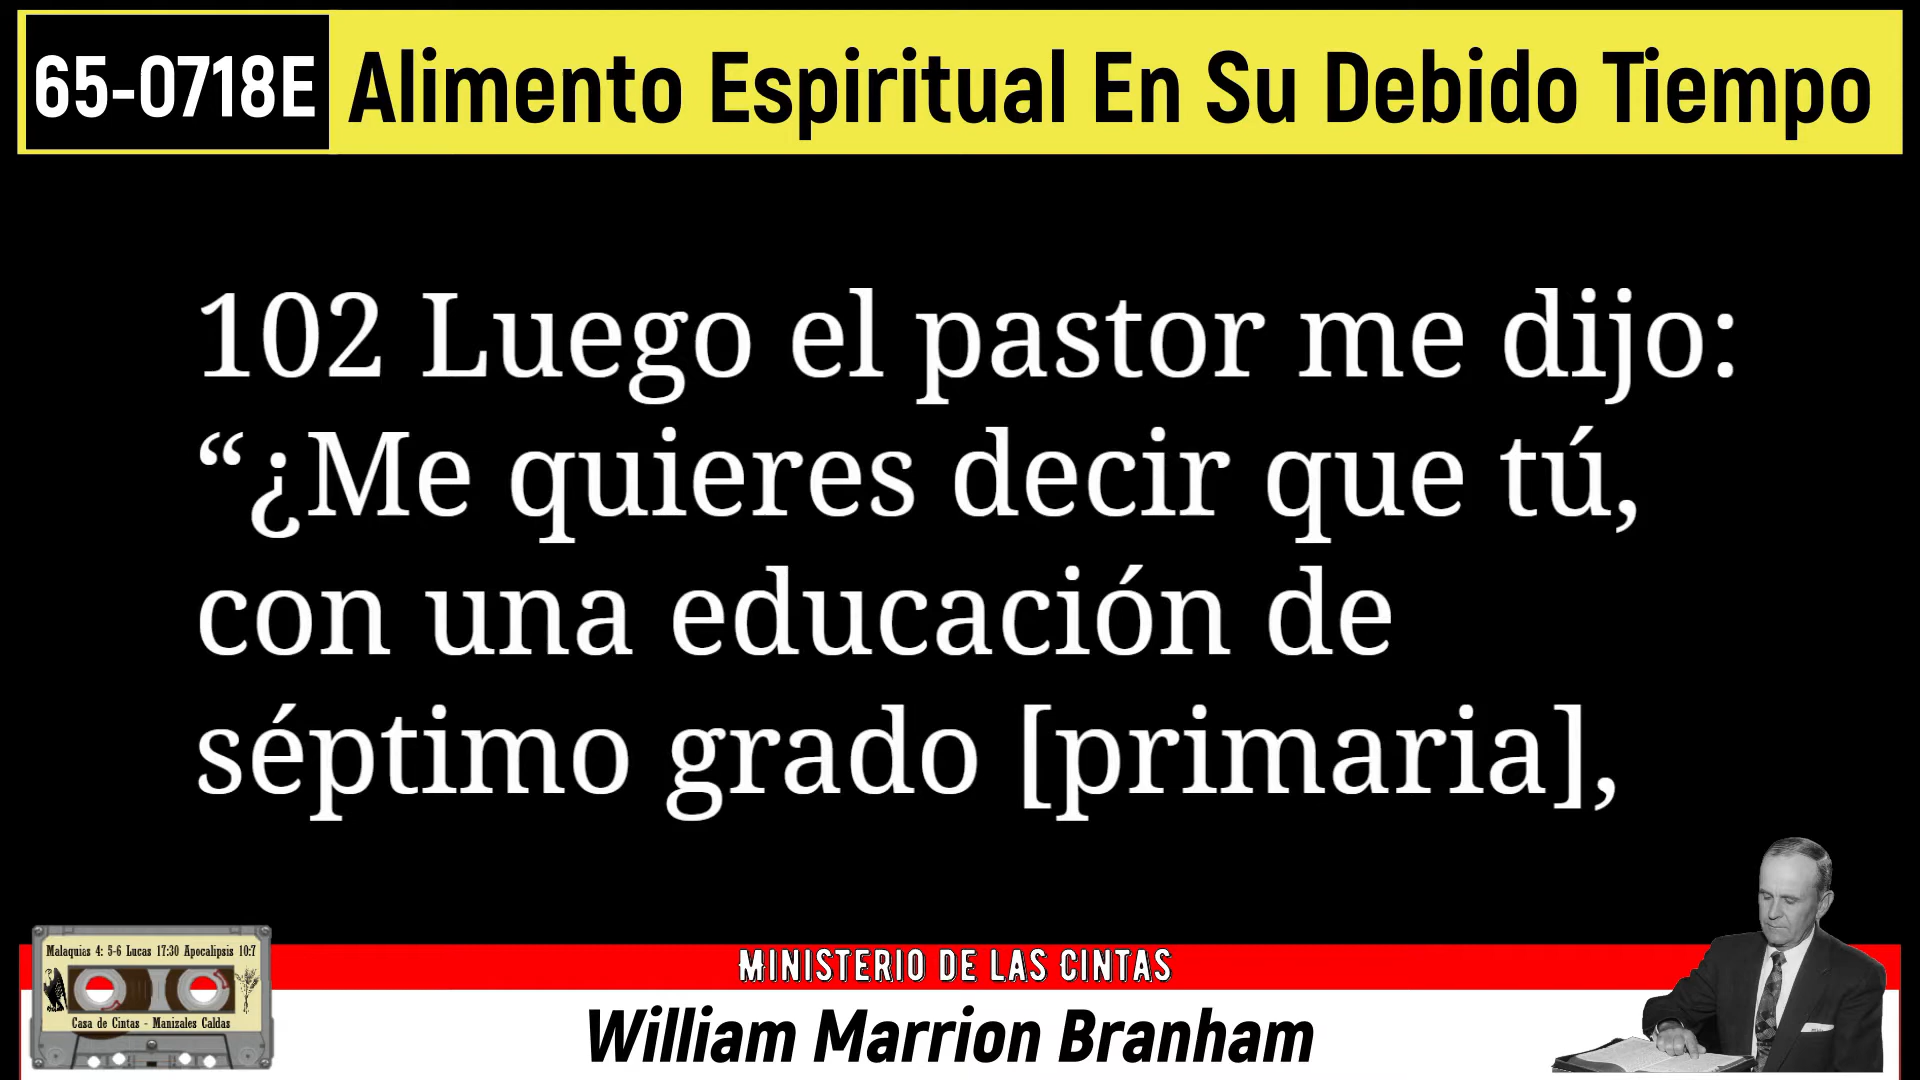 65-0718E Alimento Espiritual En Su Debido Tiempo
102 Luego el pastor me dijo:
“¿Me quieres decir que tú,
con una educación de
séptimo grado [primaria],
Malaquias 4: 5-6 Lucas 17:30 Apocalipsis 10:7
Casa de Cintas - Manizales Caldas
MINISTERIO DE LAS CINTAS
William Marrion Branham